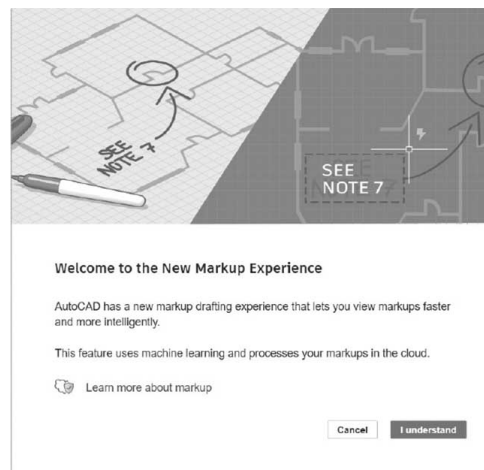 SEE
NOTE 7
SEE
NOTE 7
Welcome to the New Markup Experience
AutoCAD has a new markup drafting experience that lets you view markups faster
and more intelligently.
This feature uses machine learning and processes your markups in the cloud.
Learn more about markup
Cancel
I understand